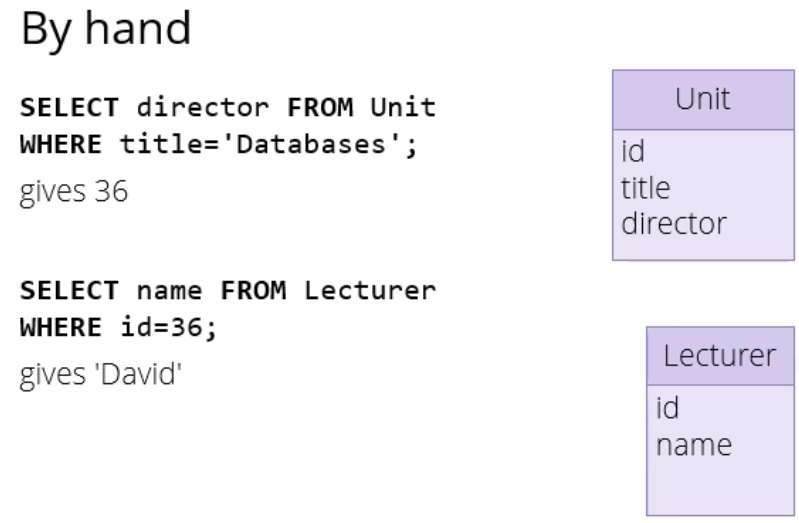 By hand
SELECT director FROM Unit
WHERE title='Databases';
gives 36
SELECT name FROM Lecturer
WHERE id=36;
gives 'David'
Unit
id
title
director
Lecturer
id
name